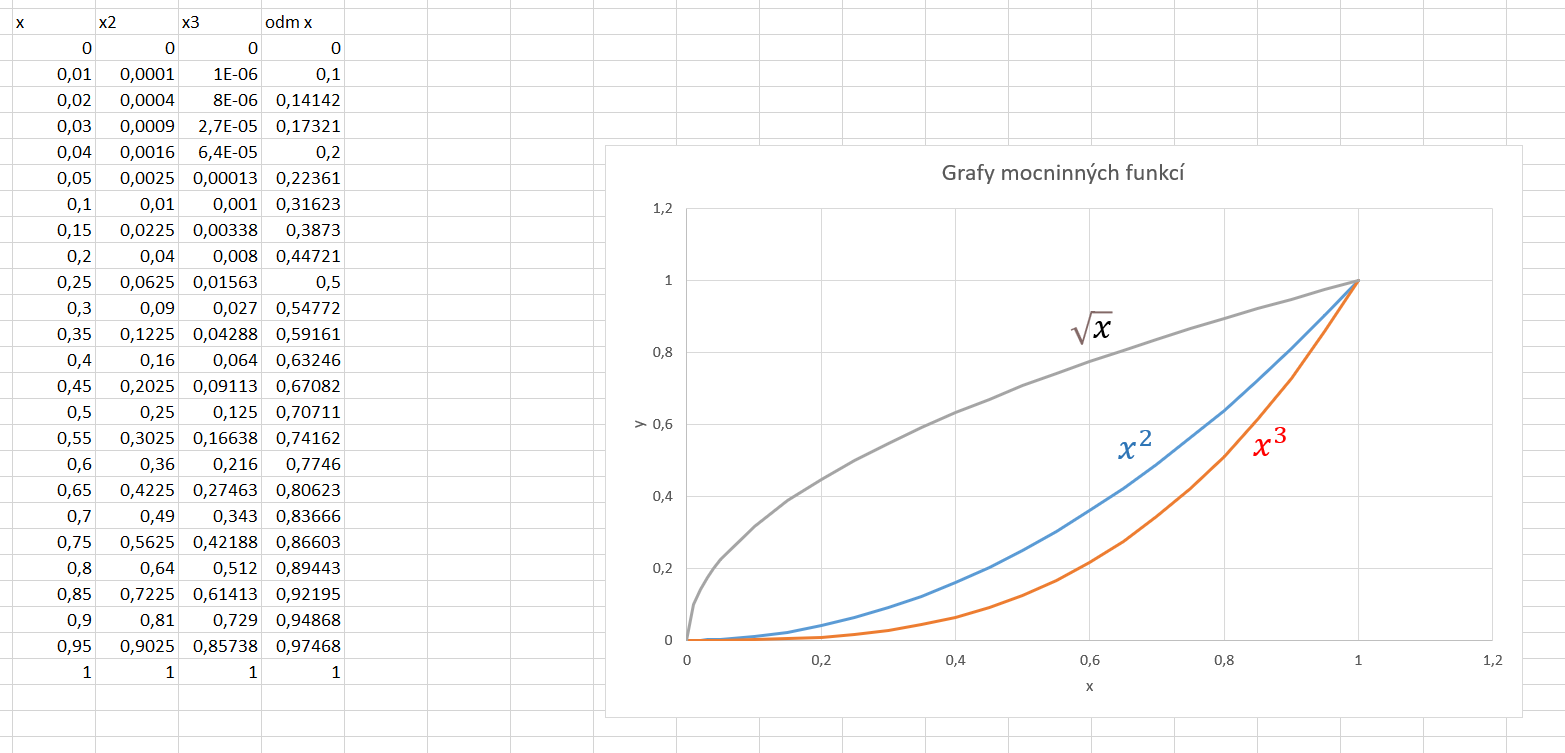 x x2 x3 odm x
0 0 0 0
0,01 0,0001 1E-06 0,1
0,02 0,0004 8E-06 0,14142
0,03 0,0009 2,7E-05 0,17321
0,04 0,0016 6,4E-05 0,2
0,05 0,0025 0,00013 0,22361
0,1 0,01 0,001 0,31623
0,15 0,0225 0,00338 0,3873
0,2 0,04 0,008 0,44721
0,25 0,0625 0,01563 0,5
0,3 0,09 0,027 0,54772
0,35 0,1225 0,04288 0,59161
0,4 0,16 0,064 0,63246
0,45 0,2025 0,09113 0,67082
0,5 0,25 0,125 0,70711
0,55 0,3025 0,16638 0,74162
0,6 0,36 0,216 0,7746
0,65 0,4225 0,27463 0,80623
0,7 0,49 0,343 0,83666
0,75 0,5625 0,42188 0,86603
0,8 0,64 0,512 0,89443
0,85 0,7225 0,61413 0,92195
0,9 0,81 0,729 0,94868
0,95 0,9025 0,85738 0,97468
1 1 1 1
Grafy mocninných funkcí
1,2
1
0,8
0,6
0,4
0,2
0
y
√x
x²
x³
0 0,2 0,4 0,6 0,8 1 1,2
x